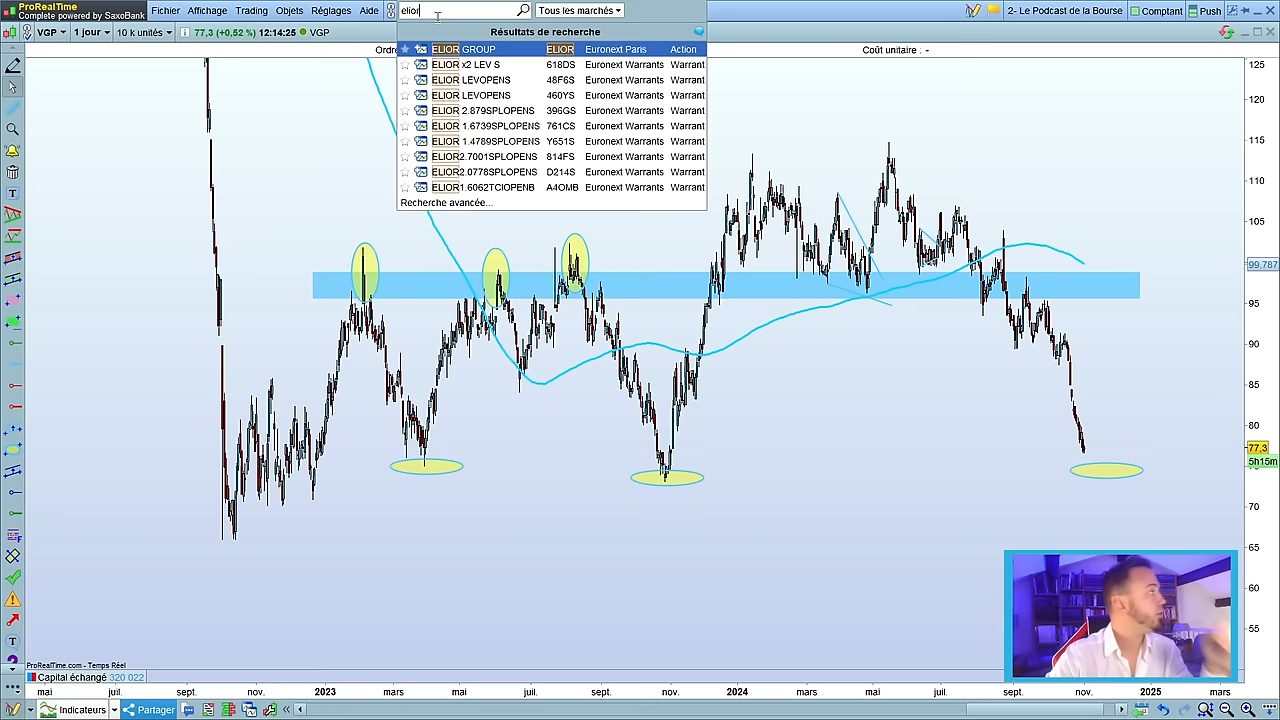 ProRealTime
Complete powered by SaxoBank
Fichier Affichage Trading Objets Réglages Aide
elior
Tous les marchés
2- Le Podcast de la Bourse
Comptant
Push
VGP
1 jour
10 k unités
77,3 (+0,52 %) 12:14:25
VGP
Résultats de recherche
Ordre
Coût unitaire : -
ELIOR GROUP ELIOR Euronext Paris Action
ELIOR x2 LEV S 618DS Euronext Warrants Warrant
ELIOR LEVOPENS 48F6S Euronext Warrants Warrant
ELIOR LEVOPENS 460YS Euronext Warrants Warrant
ELIOR 2.879SPLOPENS 396GS Euronext Warrants Warrant
ELIOR 1.6739SPLOPENS 761CS Euronext Warrants Warrant
ELIOR 1.4789SPLOPENS Y651S Euronext Warrants Warrant
ELIOR2.7001SPLOPENS 814FS Euronext Warrants Warrant
ELIOR2.0778SPLOPENS D214S Euronext Warrants Warrant
ELIOR1.6062TCIOPENB A4OMB Euronext Warrants Warrant
Recherche avancée...
125
120
115
110
105
99,787
95
90
85
80
77,3
5h15m
70
65
60
55
ProRealTime.com - Temps Réel
Capital échangé 320 022
mai juil. sept. nov. 2023 mars mai juil. sept. nov. 2024 mars mai juil. sept. nov. 2025 mars
Indicateurs
Partager